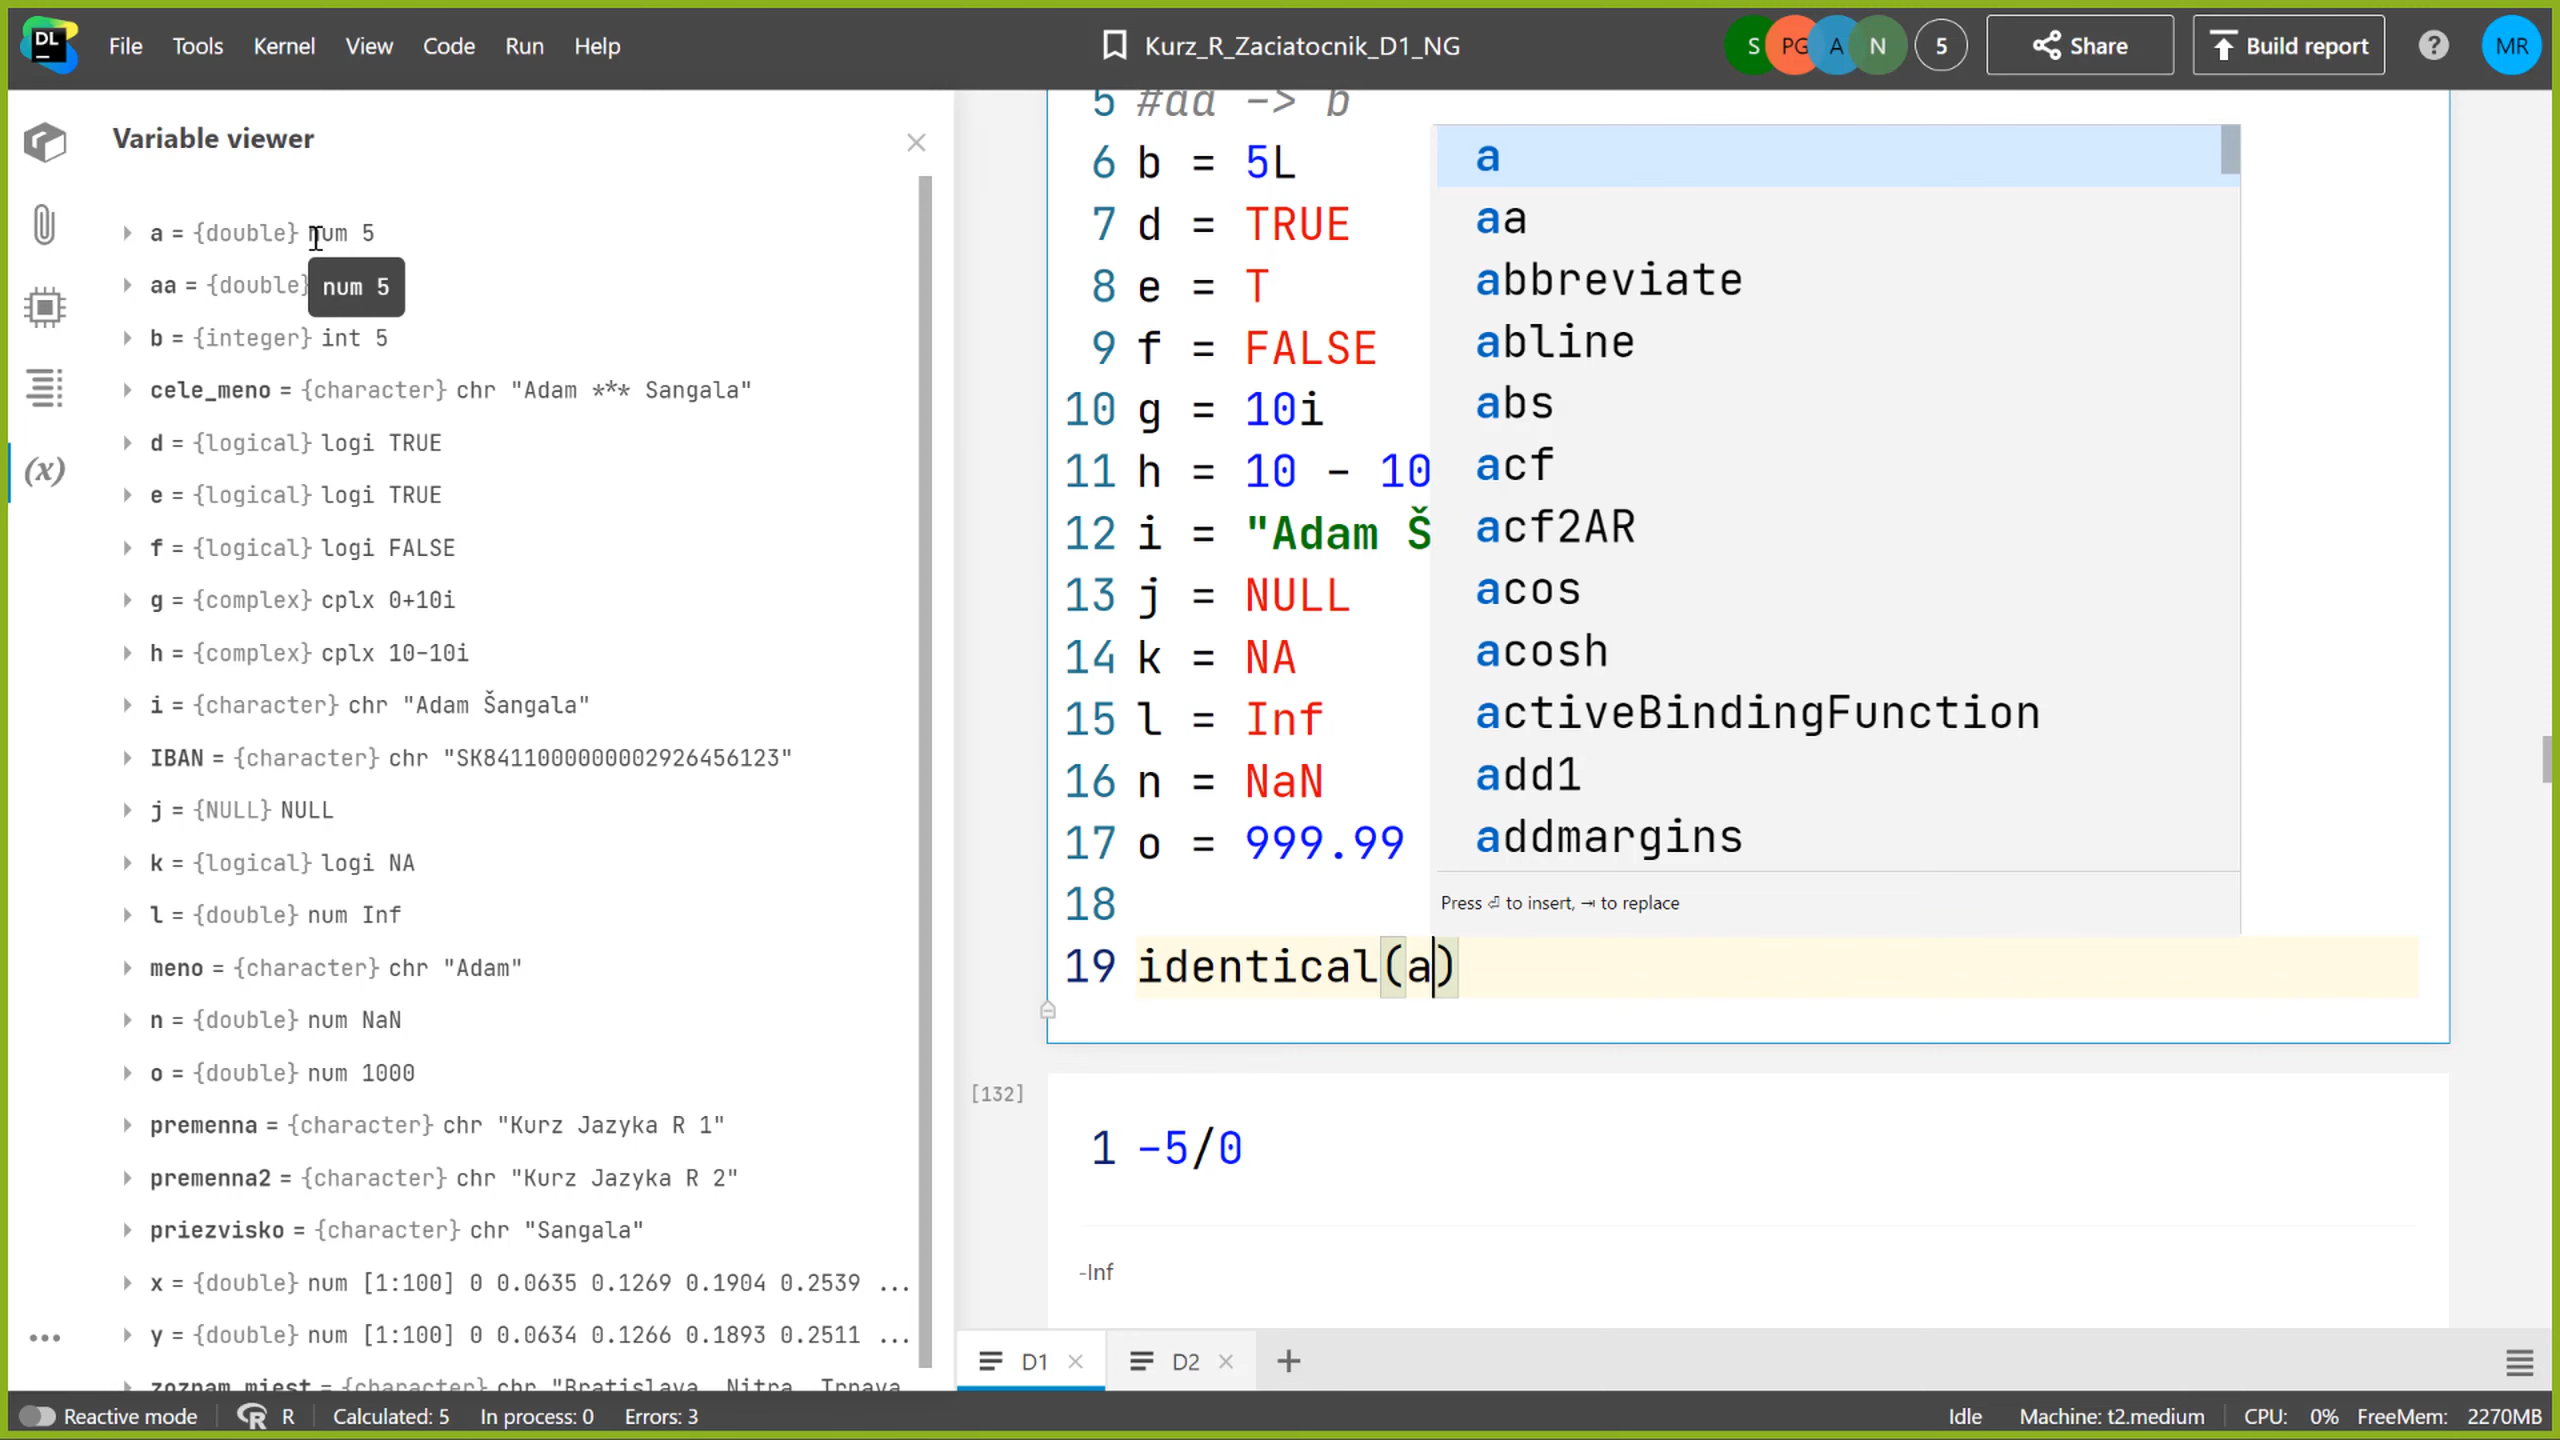 DL
File Tools Kernel View Code Run Help
Kurz_R_Zaciatocnik_D1_NG
S PG A N 5
Share
Build report
?
MR
Variable viewer
a = {double} num 5
num 5
aa = {double}
b = {integer} int 5
cele_meno = {character} chr "Adam *** Sangala"
d = {logical} logi TRUE
e = {logical} logi TRUE
f = {logical} logi FALSE
g = {complex} cplx 0+10i
h = {complex} cplx 10-10i
i = {character} chr "Adam Šangala"
IBAN = {character} chr "SK8411000000002926456123"
j = {NULL} NULL
k = {logical} logi NA
l = {double} num Inf
meno = {character} chr "Adam"
n = {double} num NaN
o = {double} num 1000
premenna = {character} chr "Kurz Jazyka R 1"
premenna2 = {character} chr "Kurz Jazyka R 2"
priezvisko = {character} chr "Sangala"
x = {double} num [1:100] 0 0.0635 0.1269 0.1904 0.2539 ...
y = {double} num [1:100] 0 0.0634 0.1266 0.1893 0.2511 ...
zoznam_miest = {character} chr "Bratislava, Nitra, Trnava,
(x)
5 #aa -> b
6 b = 5L
7 d = TRUE
8 e = T
9 f = FALSE
10 g = 10i
11 h = 10 - 10
12 i = "Adam Š
13 j = NULL
14 k = NA
15 l = Inf
16 n = NaN
17 o = 999.99
18
19 identical(a)
a
aa
abbreviate
abline
abs
acf
acf2AR
acos
acosh
activeBindingFunction
add1
addmargins
Press ⏎ to insert, ⇥ to replace
[132]
1 -5/0
-Inf
D1
D2
Reactive mode
R
Calculated: 5
In process: 0
Errors: 3
Idle
Machine: t2.medium
CPU: 0%
FreeMem: 2270MB